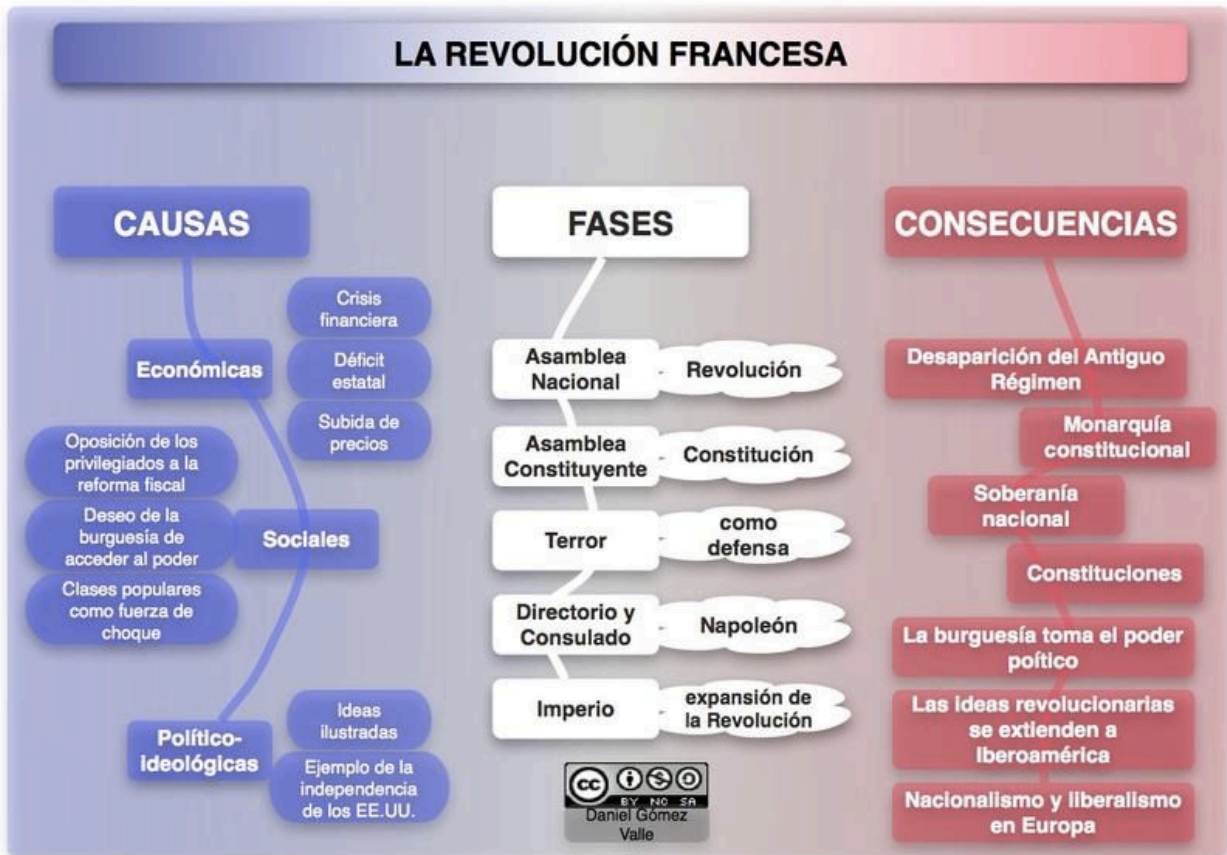 LA REVOLUCIÓN FRANCESA
CAUSAS
Económicas
Crisis
financiera
Déficit
estatal
Subida de
precios
Oposición de los
privilegiados a la
reforma fiscal
Deseo de la
burguesía de
acceder al poder
Clases populares
como fuerza de
choque
Sociales
Político-
ideológicas
Ideas
ilustradas
Ejemplo de la
independencia
de los EE.UU.
FASES
Asamblea
Nacional
Revolución
Asamblea
Constituyente
Constitución
Terror
como
defensa
Directorio y
Consulado
Napoleón
Imperio
expansión de
la Revolución
cc
BY NC SA
Daniel Gómez
Valle
CONSECUENCIAS
Desaparición del Antiguo
Régimen
Monarquía
constitucional
Soberanía
nacional
Constituciones
La burguesía toma el poder
poítico
Las ideas revolucionarias
se extienden a
Iberoamérica
Nacionalismo y liberalismo
en Europa